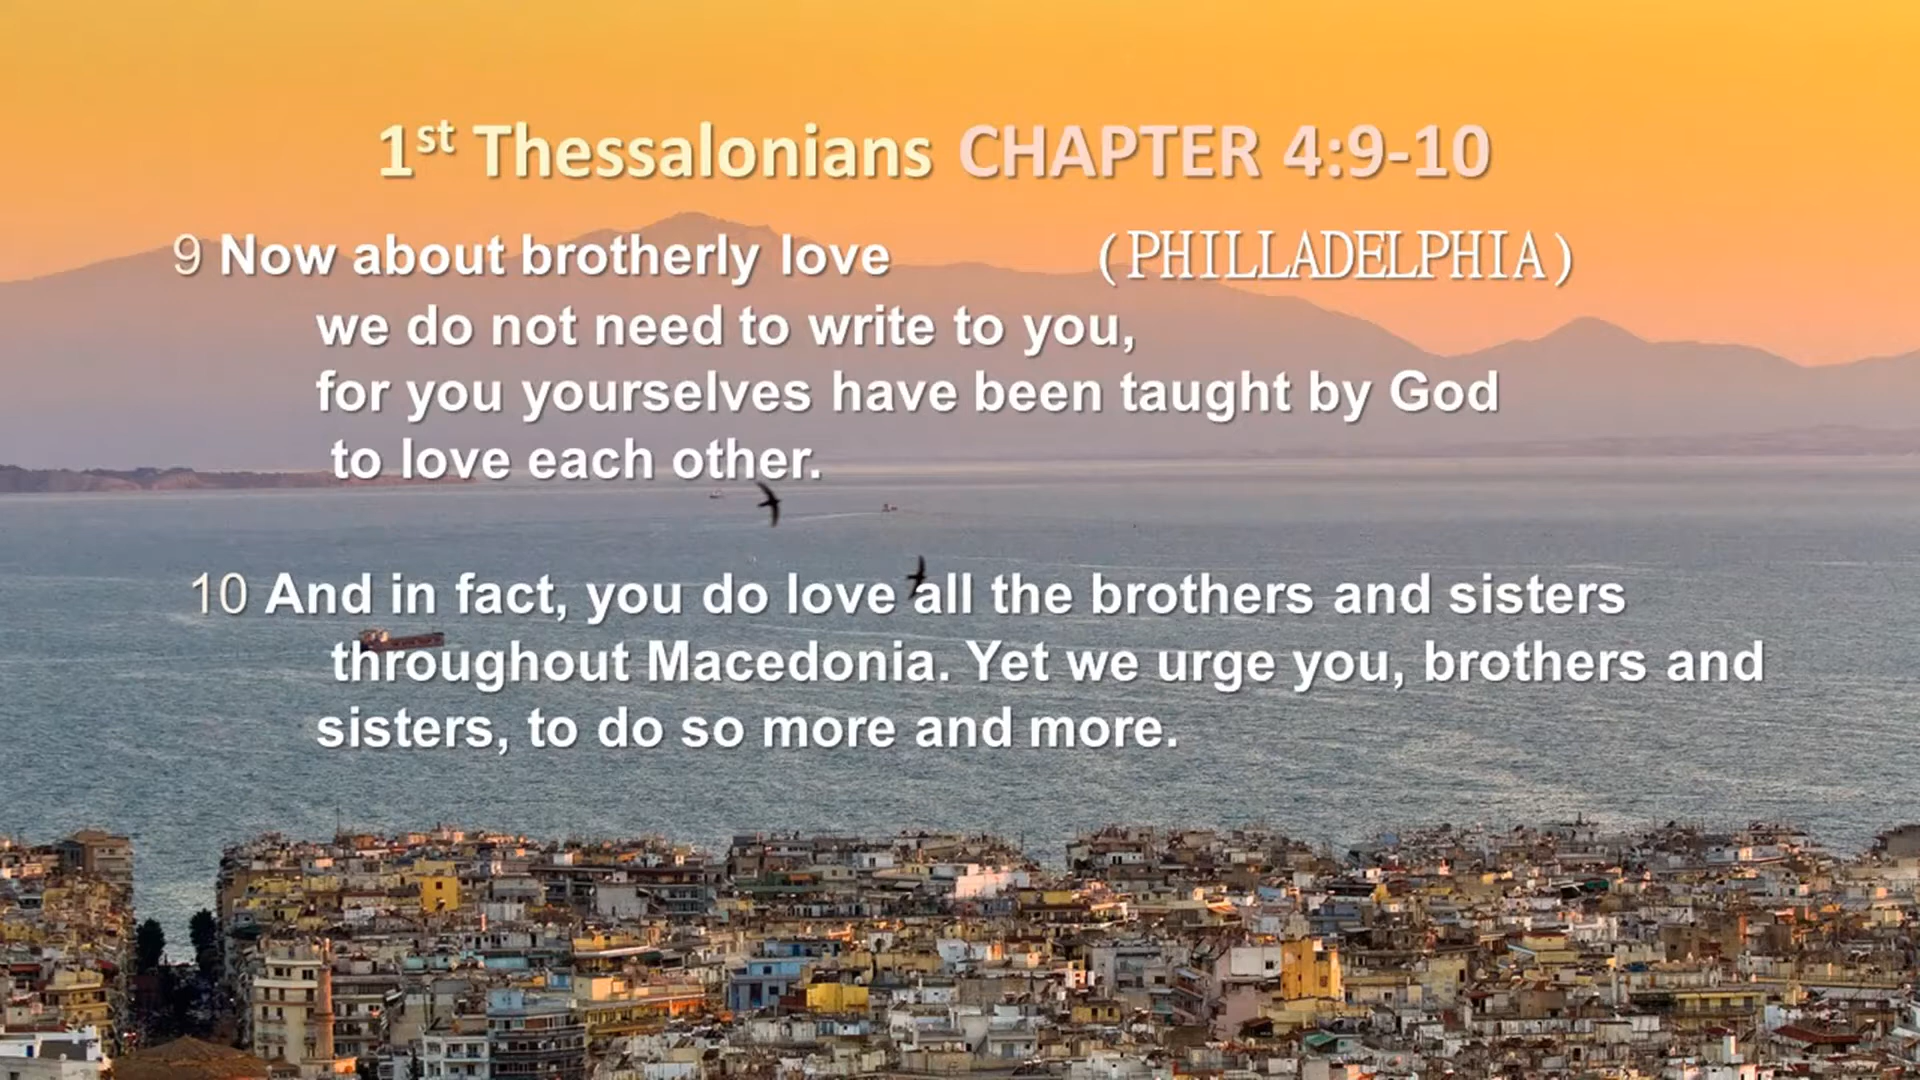 1st Thessalonians CHAPTER 4:9-10
9 Now about brotherly love (PHILLADELPHIA)
we do not need to write to you,
for you yourselves have been taught by God
to love each other.
10 And in fact, you do love all the brothers and sisters
throughout Macedonia. Yet we urge you, brothers and
sisters, to do so more and more.